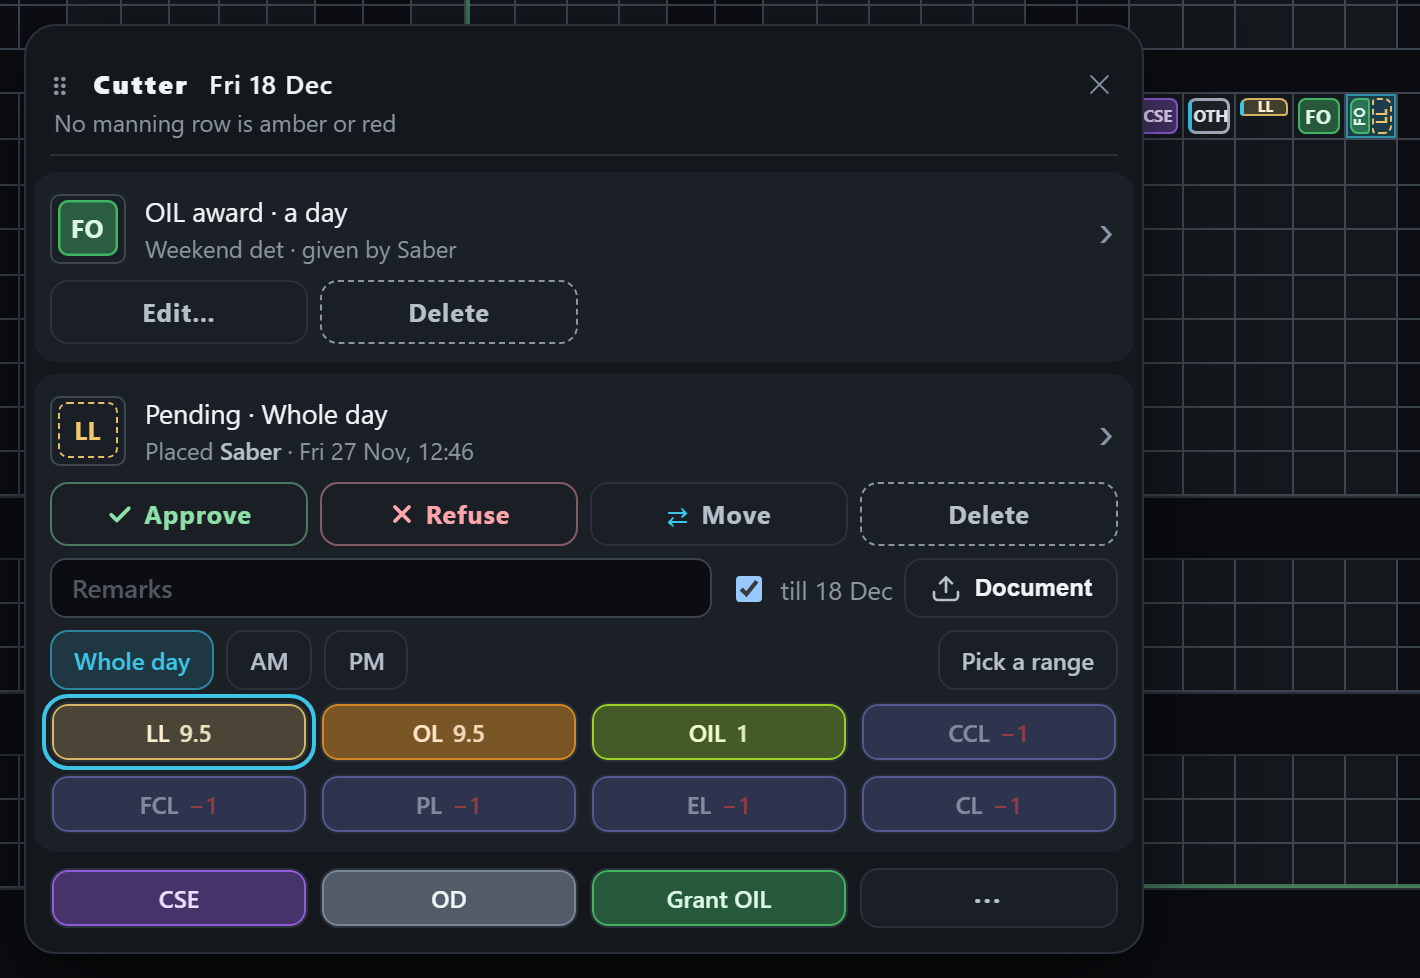 Cutter Fri 18 Dec
No manning row is amber or red
CSE OTH LL FO FO LL
FO OIL award · a day
Weekend det · given by Saber
Edit... Delete
LL Pending · Whole day
Placed Saber · Fri 27 Nov, 12:46
Approve Refuse Move Delete
Remarks till 18 Dec Document
Whole day AM PM Pick a range
LL 9.5 OL 9.5 OIL 1 CCL −1
FCL −1 PL −1 EL −1 CL −1
CSE OD Grant OIL ...